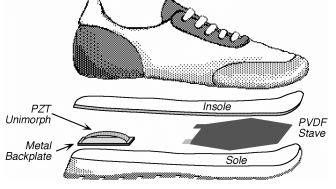 Insole
PZT
Unimorph
PVDF
Stave
Metal
Backplate
Sole